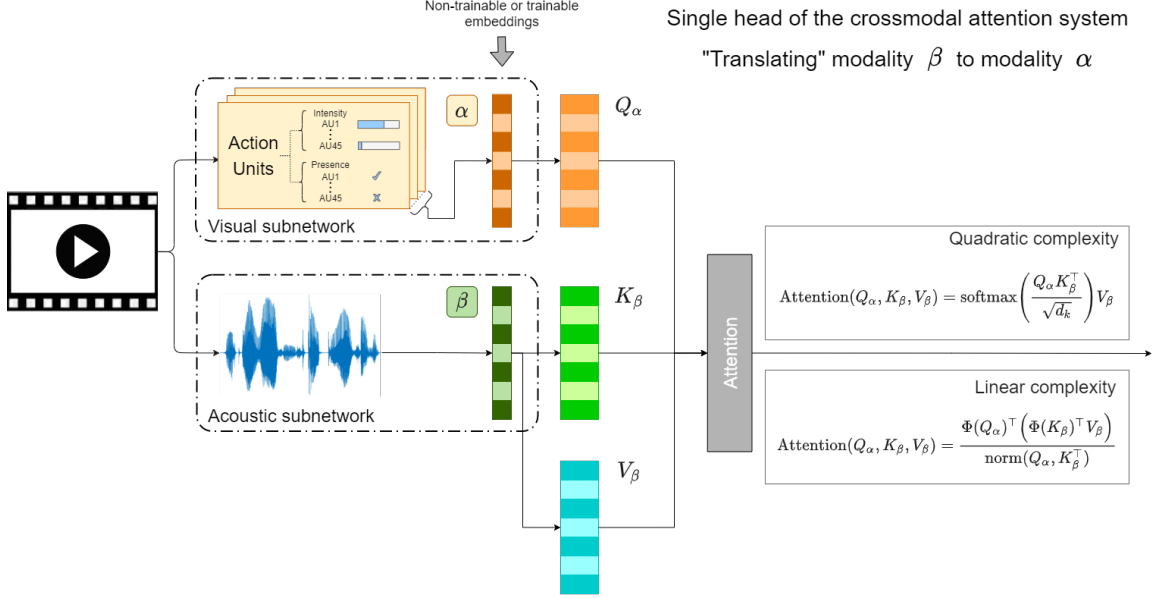 Non-trainable or trainable
embeddings
Single head of the crossmodal attention system
"Translating" modality β to modality α
Action
Units
Intensity
AU1
AU45
Presence
AU1
AU45
α
Visual subnetwork
Q_α
β
Acoustic subnetwork
K_β
V_β
Attention
Quadratic complexity
Attention(Q_α, K_β, V_β) = softmax(Q_α K_β^⊤ / √d_k) V_β
Linear complexity
Attention(Q_α, K_β, V_β) = Φ(Q_α)^⊤ (Φ(K_β)^⊤ V_β) / norm(Q_α, K_β^⊤)